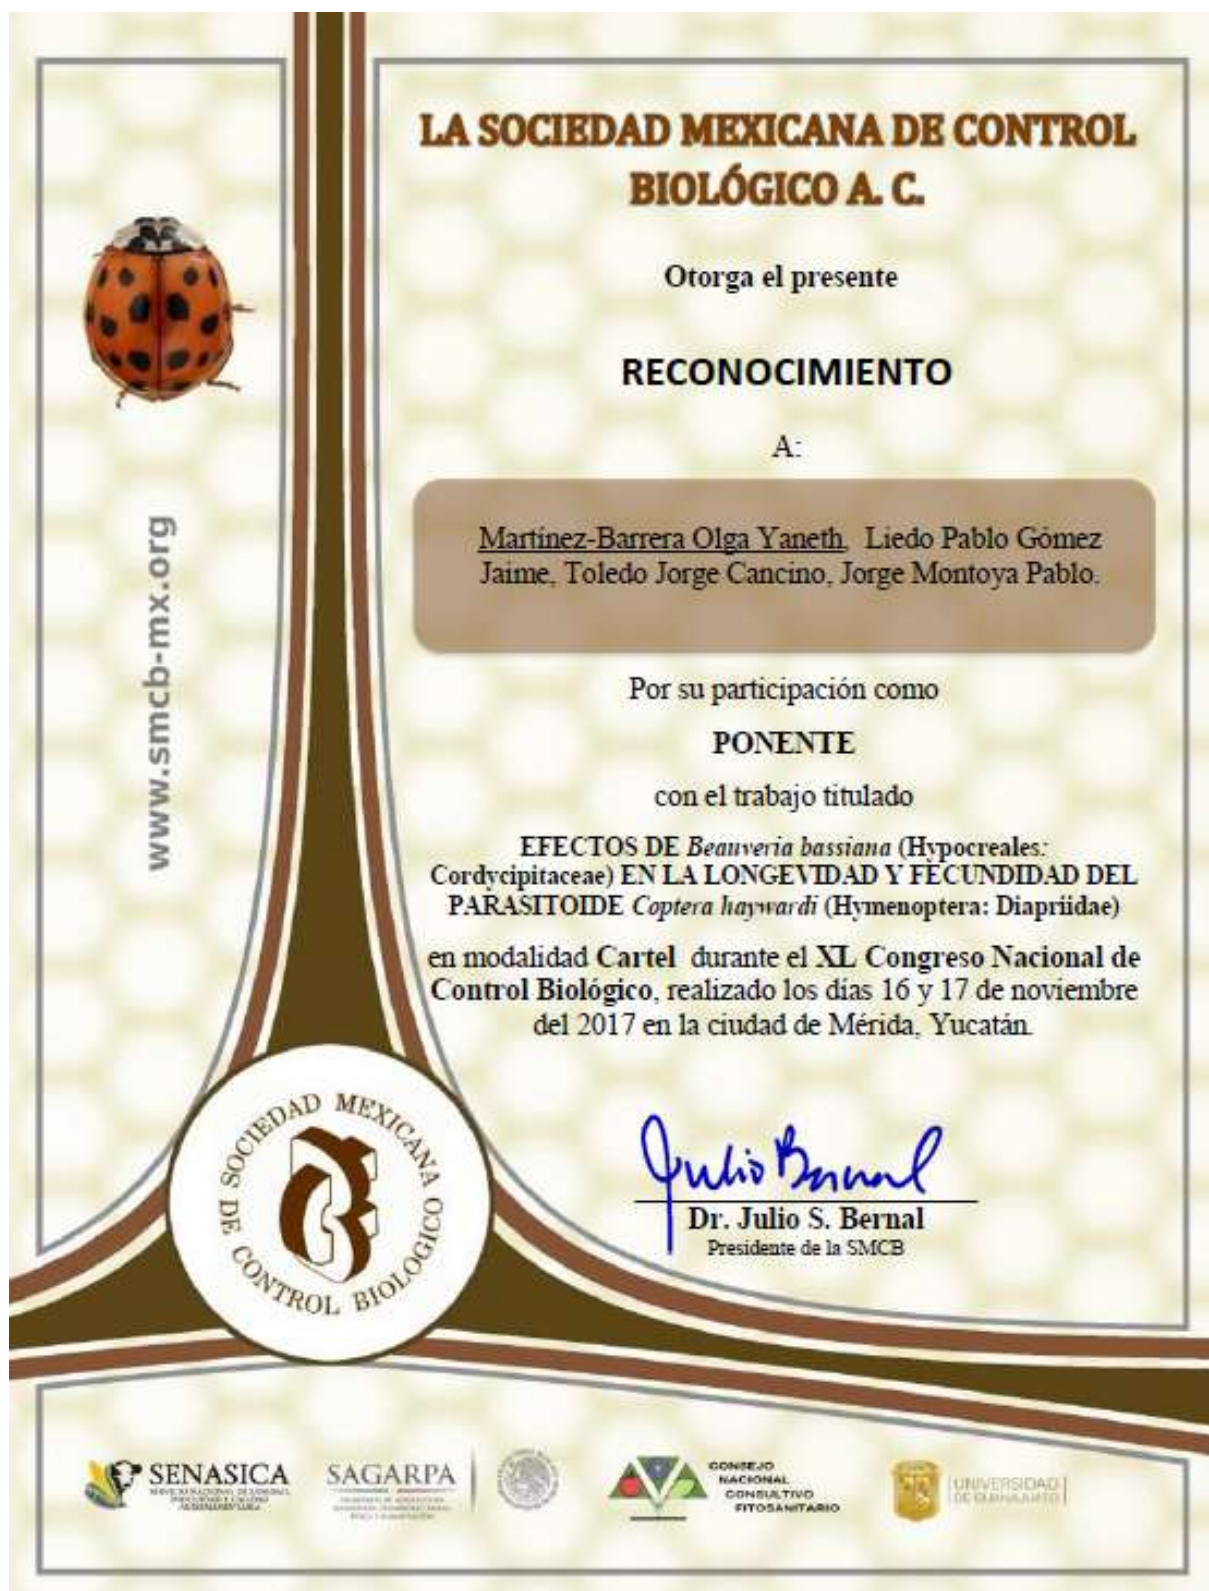 LA SOCIEDAD MEXICANA DE CONTROL
BIOLÓGICO A. C.
Otorga el presente
RECONOCIMIENTO
A:
Martínez-Barrera Olga Yaneth, Liedo Pablo Gómez
Jaime, Toledo Jorge Cancino, Jorge Montoya Pablo.
Por su participación como
PONENTE
con el trabajo titulado
EFECTOS DE Beauveria bassiana (Hypocreales:
Cordycipitaceae) EN LA LONGEVIDAD Y FECUNDIDAD DEL
PARASITOIDE Coptera haywardi (Hymenoptera: Diapriidae)
en modalidad Cartel durante el XL Congreso Nacional de
Control Biológico, realizado los días 16 y 17 de noviembre
del 2017 en la ciudad de Mérida, Yucatán.
Julio Bernal
Dr. Julio S. Bernal
Presidente de la SMCB
www.smcb-mx.org
SOCIEDAD MEXICANA
DE CONTROL BIOLOGICO
SENASICA
SAGARPA
CONSEJO
NACIONAL
CONSULTIVO
FITOSANITARIO
UNIVERSIDAD
DE GUANAJUATO